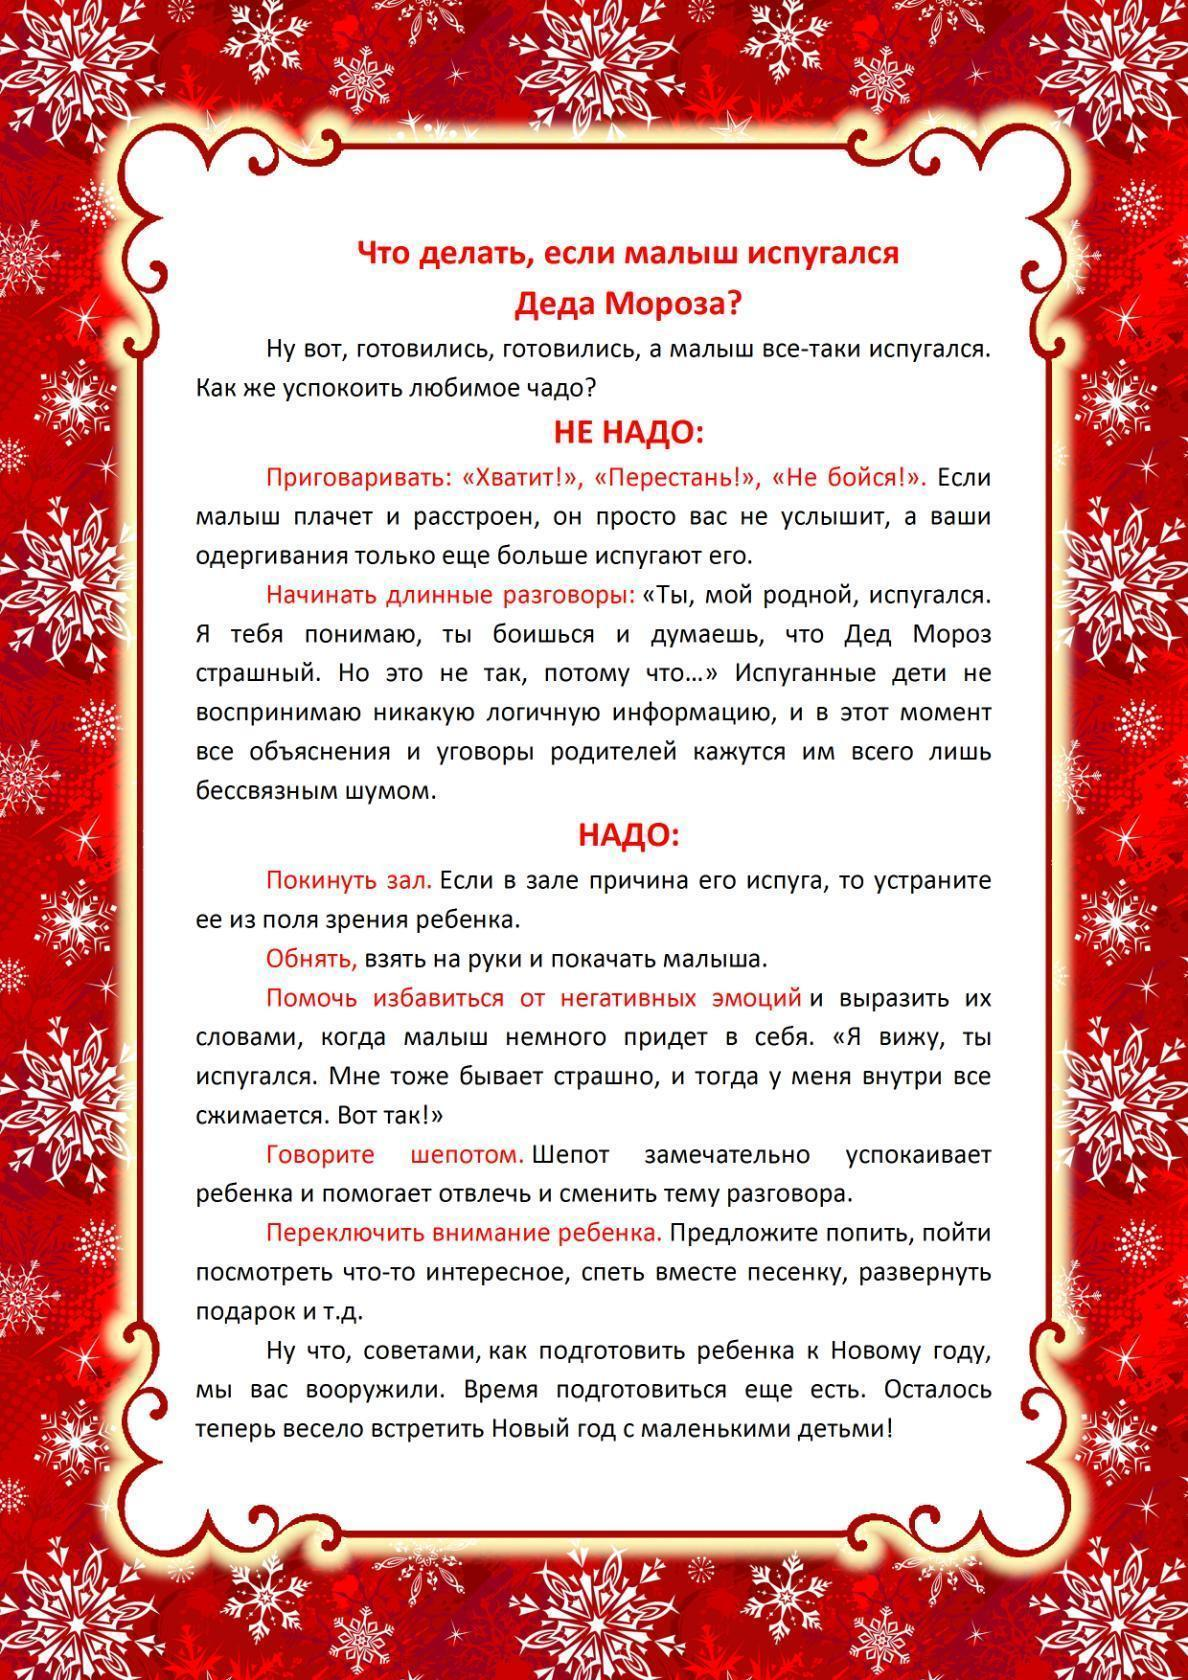 Что делать, если малыш испугался
Деда Мороза?
Ну вот, готовились, готовились, а малыш все-таки испугался.
Как же успокоить любимое чадо?
НЕ НАДО:
Приговаривать: «Хватит!», «Перестань!», «Не бойся!». Если
малыш плачет и расстроен, он просто вас не услышит, а ваши
одергивания только еще больше испугают его.
Начинать длинные разговоры: «Ты, мой родной, испугался.
Я тебя понимаю, ты боишься и думаешь, что Дед Мороз
страшный. Но это не так, потому что…» Испуганные дети не
воспринимаю никакую логичную информацию, и в этот момент
все объяснения и уговоры родителей кажутся им всего лишь
бессвязным шумом.
НАДО:
Покинуть зал. Если в зале причина его испуга, то устраните
ее из поля зрения ребенка.
Обнять, взять на руки и покачать малыша.
Помочь избавиться от негативных эмоций и выразить их
словами, когда малыш немного придет в себя. «Я вижу, ты
испугался. Мне тоже бывает страшно, и тогда у меня внутри все
сжимается. Вот так!»
Говорите шепотом. Шепот замечательно успокаивает
ребенка и помогает отвлечь и сменить тему разговора.
Переключить внимание ребенка. Предложите попить, пойти
посмотреть что-то интересное, спеть вместе песенку, развернуть
подарок и т.д.
Ну что, советами, как подготовить ребенка к Новому году,
мы вас вооружили. Время подготовиться еще есть. Осталось
теперь весело встретить Новый год с маленькими детьми!